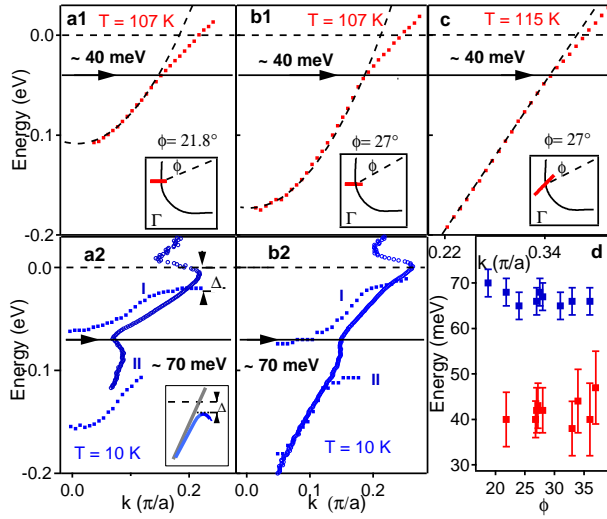 a1
T = 107 K
b1
T = 107 K
c
T = 115 K
0.0
~ 40 meV
~ 40 meV
~ 40 meV
Energy (eV)
-0.1
ϕ= 21.8°
ϕ= 27°
ϕ= 27°
ϕ
ϕ
ϕ
Γ
Γ
Γ
-0.2
0.22
0.34
k (π/a)
a2
b2
d
0.0
I
I
Δ
80
70
60
50
40
30
Energy (meV)
Energy (eV)
~ 70 meV
~ 70 meV
-0.1
II
II
Δ
T = 10 K
T = 10 K
-0.2
0.0
0.1
0.2
0.0
0.1
0.2
20
25
30
35
k (π/a)
k (π/a)
ϕ